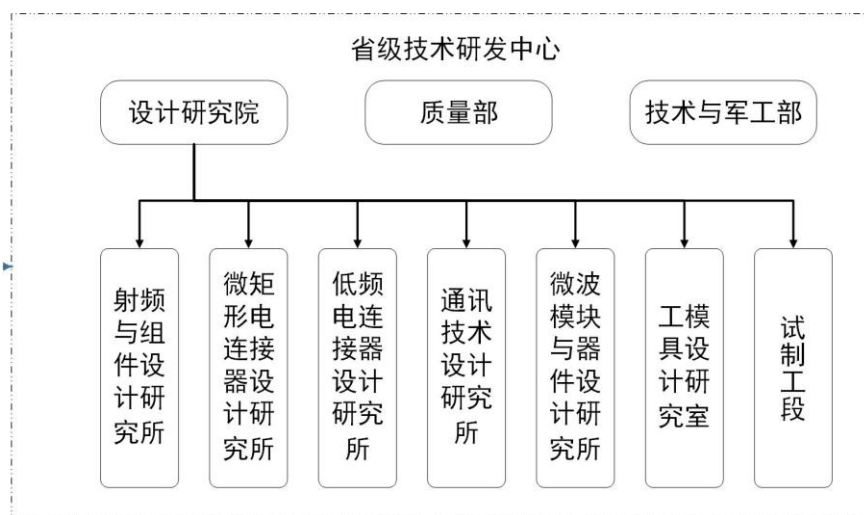 省级技术研发中心
设计研究院
质量部
技术与军工部
射频
与组
件设
计研
究所
微矩
形电
连接
器设
计研
究所
低频
电连
接器
设计
研究
所
通讯
技术
设计
研究
所
微波
模块
与器
件设
计研
究所
工模
具设
计研
究室
试
制
工
段